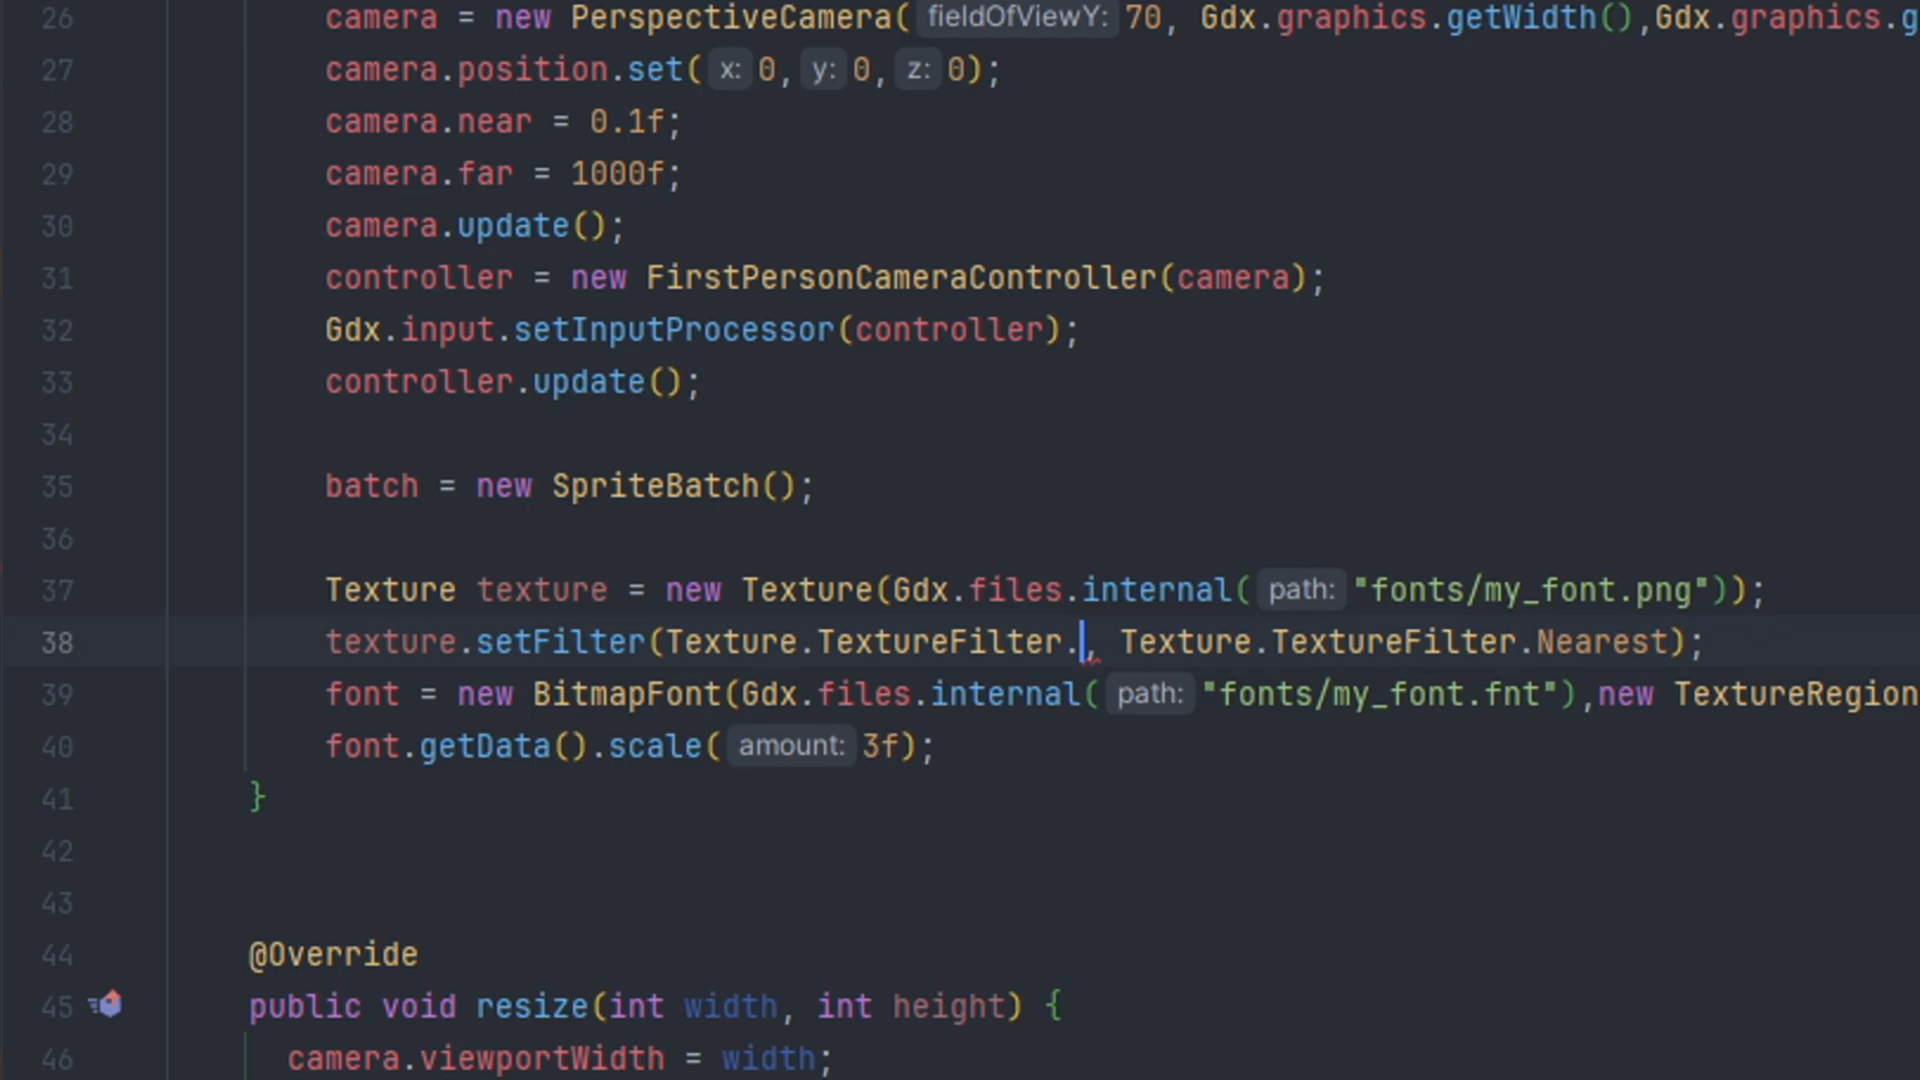 26 camera = new PerspectiveCamera( fieldOfViewY: 70, Gdx.graphics.getWidth(),Gdx.graphics.g
27 camera.position.set( x: 0, y: 0, z: 0);
28 camera.near = 0.1f;
29 camera.far = 1000f;
30 camera.update();
31 controller = new FirstPersonCameraController(camera);
32 Gdx.input.setInputProcessor(controller);
33 controller.update();
34
35 batch = new SpriteBatch();
36
37 Texture texture = new Texture(Gdx.files.internal( path: "fonts/my_font.png"));
38 texture.setFilter(Texture.TextureFilter., Texture.TextureFilter.Nearest);
39 font = new BitmapFont(Gdx.files.internal( path: "fonts/my_font.fnt"),new TextureRegion
40 font.getData().scale( amount: 3f);
41 }
42
43
44 @Override
45 public void resize(int width, int height) {
46 camera.viewportWidth = width;